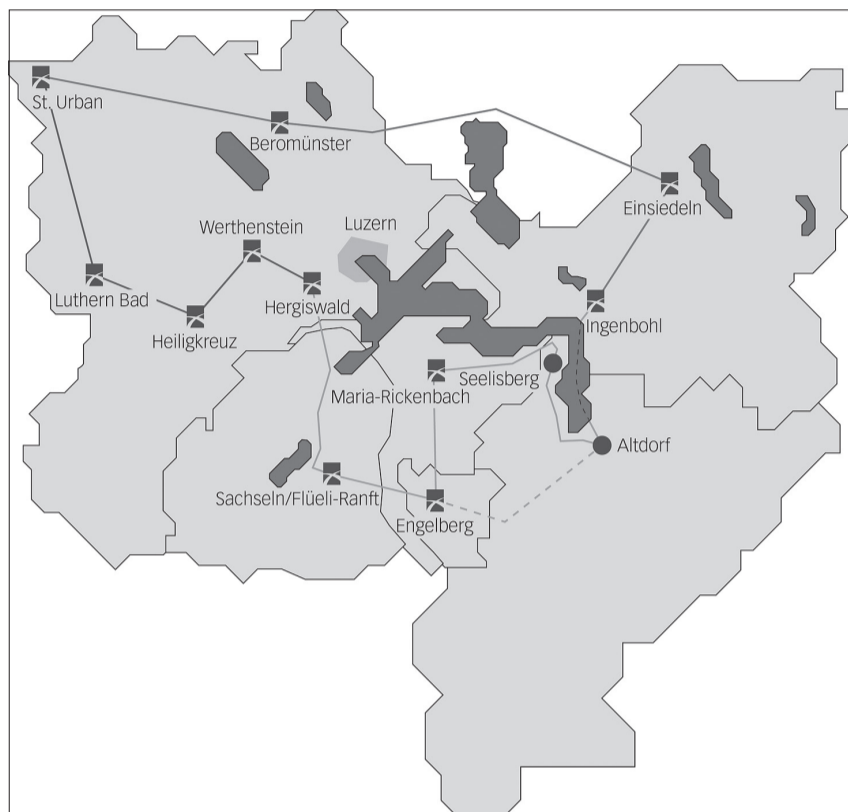 St. Urban
Beromünster
Einsiedeln
Werthenstein
Luzern
Luthern Bad
Hergiswald
Heiligkreuz
Ingenbohl
Maria-Rickenbach
Seelisberg
Altdorf
Sachseln/Flüeli-Ranft
Engelberg